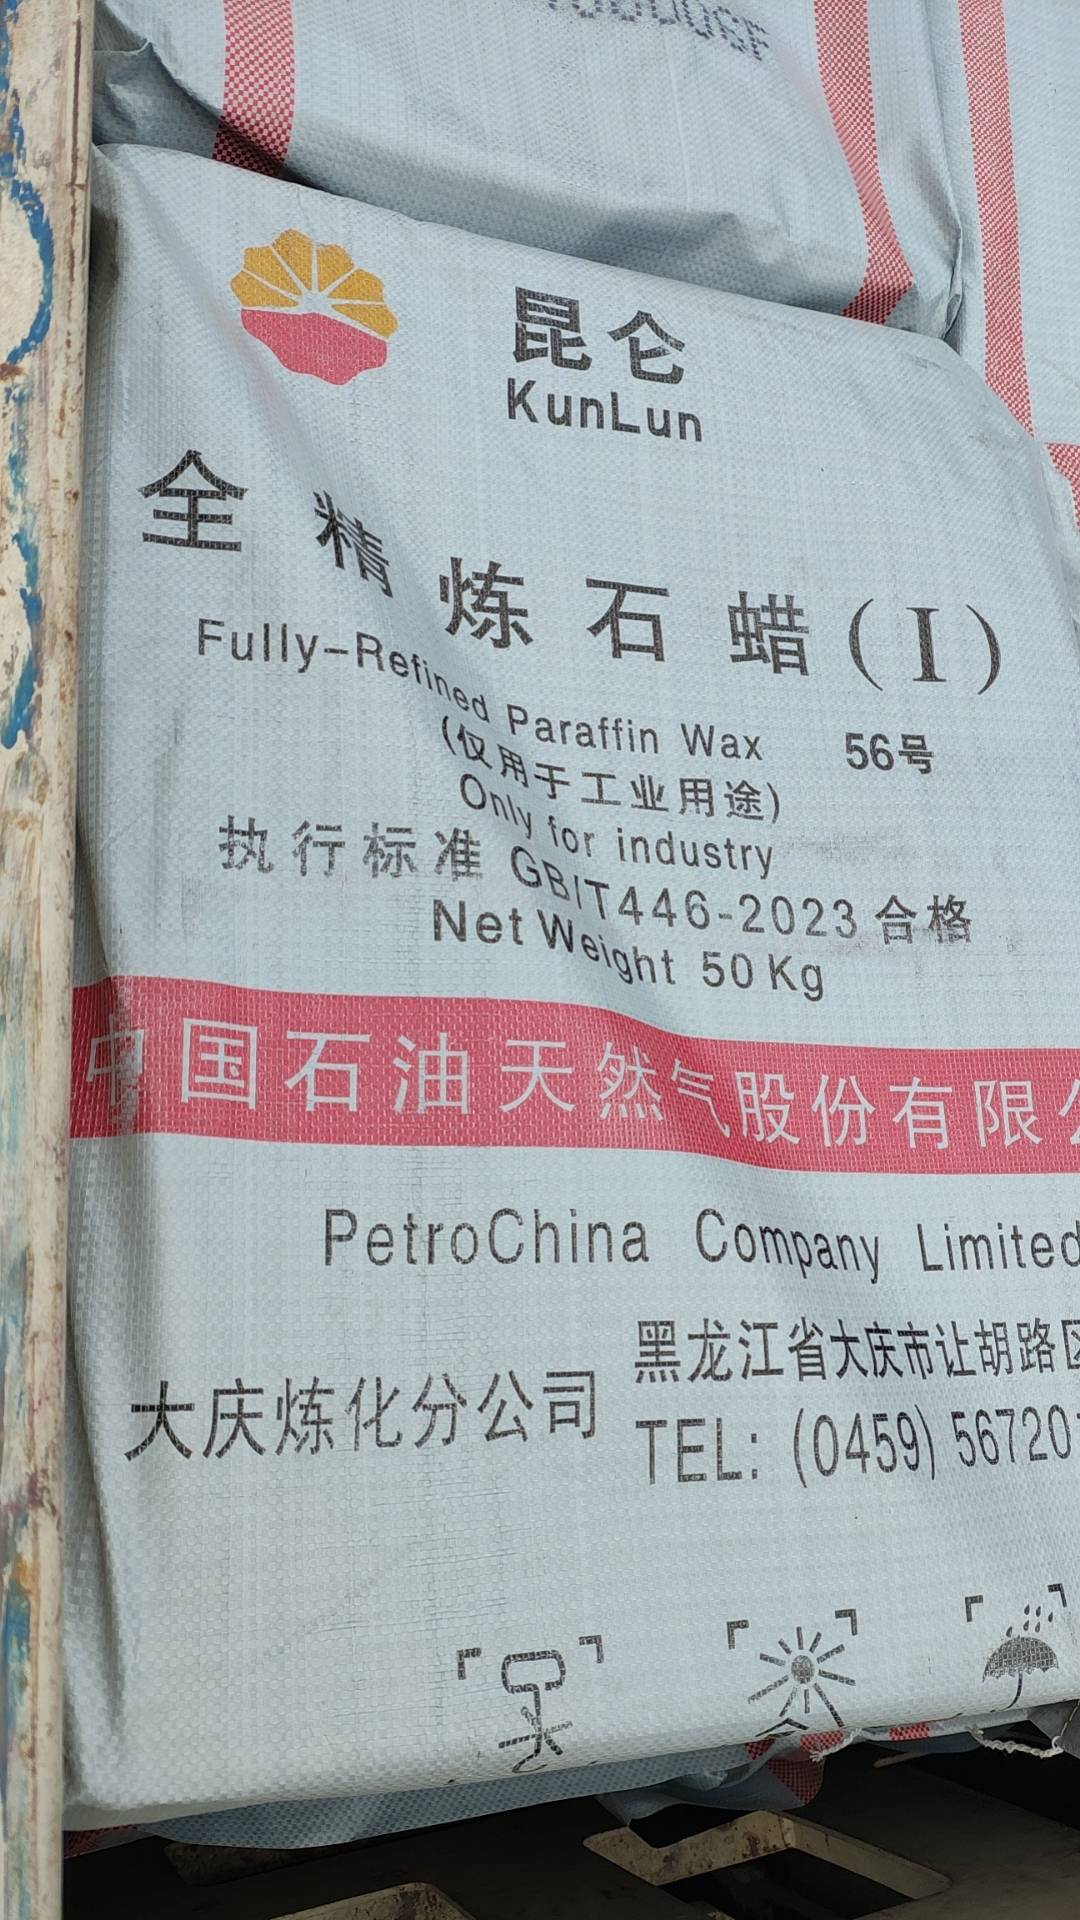 昆仑
KunLun
全精炼石蜡(I)
Fully-Refined Paraffin Wax 56号
(仅用于工业用途)
Only for industry
执行标准 GB/T446-2023 合格
Net Weight 50 Kg
中国石油天然气股份有限
PetroChina Company Limited
黑龙江省大庆市让胡路区
大庆炼化分公司
TEL: (0459) 56720